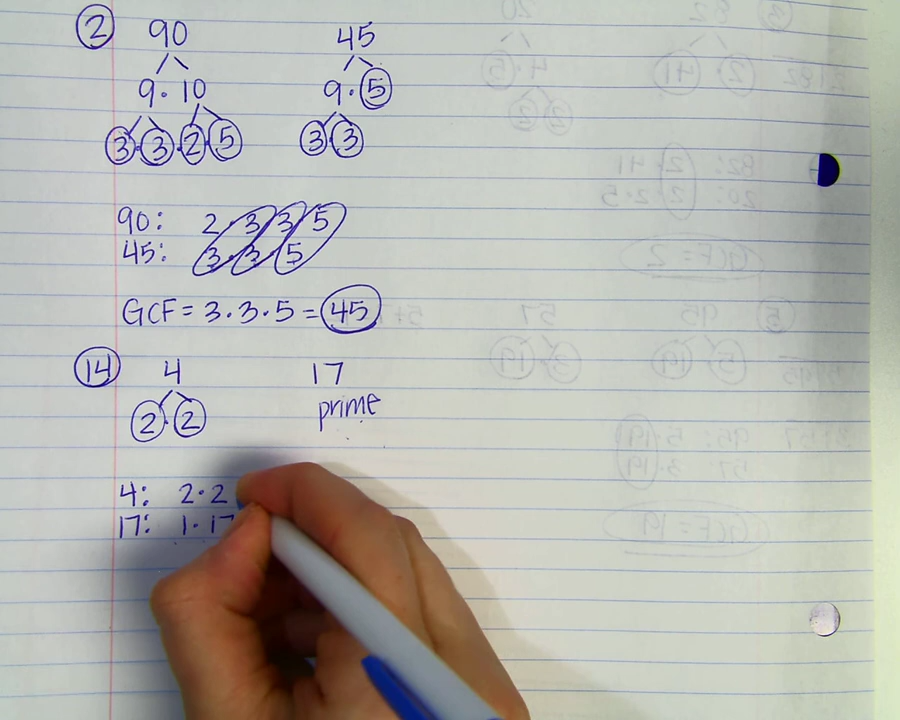 2 90 45
9 · 10 9 · 5
3 · 3 · 2 · 5 3 3
90: 2 · 3 · 3 · 5
45: 3 · 3 · 5
GCF = 3 · 3 · 5 = 45
14 4 17
2 · 2 prime
4: 2 · 2
17: 1 · 17